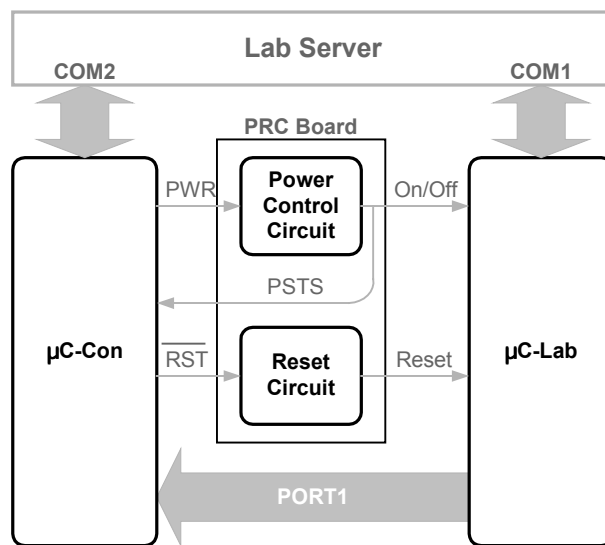 Lab Server
COM2
COM1
PRC Board
PWR
Power
Control
Circuit
On/Off
PSTS
µC-Con
µC-Lab
RST
Reset
Circuit
Reset
PORT1